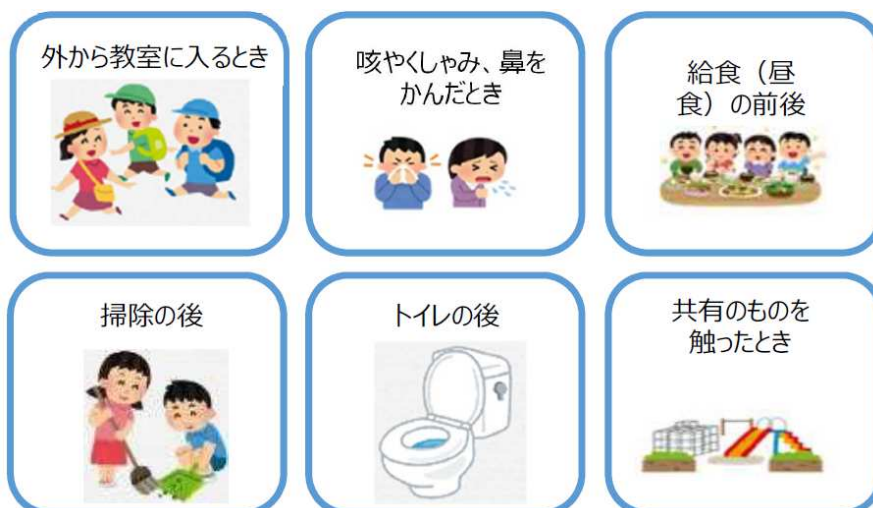 外から教室に入るとき
咳やくしゃみ、鼻を
かんだとき
給食（昼
食）の前後
掃除の後
トイレの後
共有のものを
触ったとき